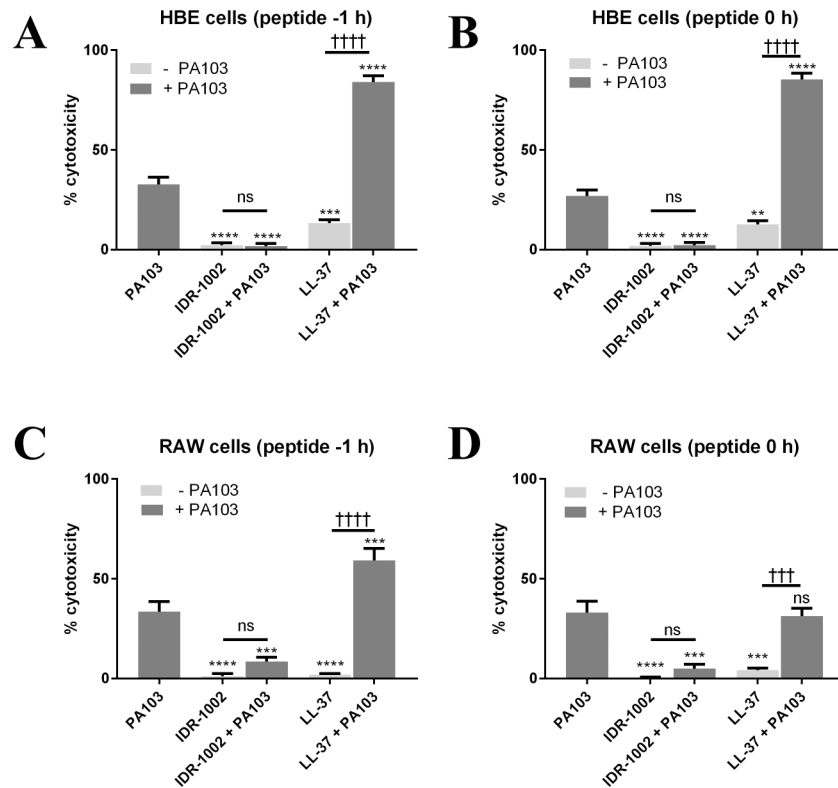 A
HBE cells (peptide -1 h)
% cytotoxicity
100
50
0
- PA103
+ PA103
††††
****
ns
****
****
***
PA103
IDR-1002
IDR-1002 + PA103
LL-37
LL-37 + PA103
B
HBE cells (peptide 0 h)
% cytotoxicity
100
50
0
- PA103
+ PA103
††††
****
ns
****
****
**
PA103
IDR-1002
IDR-1002 + PA103
LL-37
LL-37 + PA103
C
RAW cells (peptide -1 h)
% cytotoxicity
100
50
0
- PA103
+ PA103
††††
***
ns
****
***
****
PA103
IDR-1002
IDR-1002 + PA103
LL-37
LL-37 + PA103
D
RAW cells (peptide 0 h)
% cytotoxicity
100
50
0
- PA103
+ PA103
†††
ns
ns
****
***
***
PA103
IDR-1002
IDR-1002 + PA103
LL-37
LL-37 + PA103